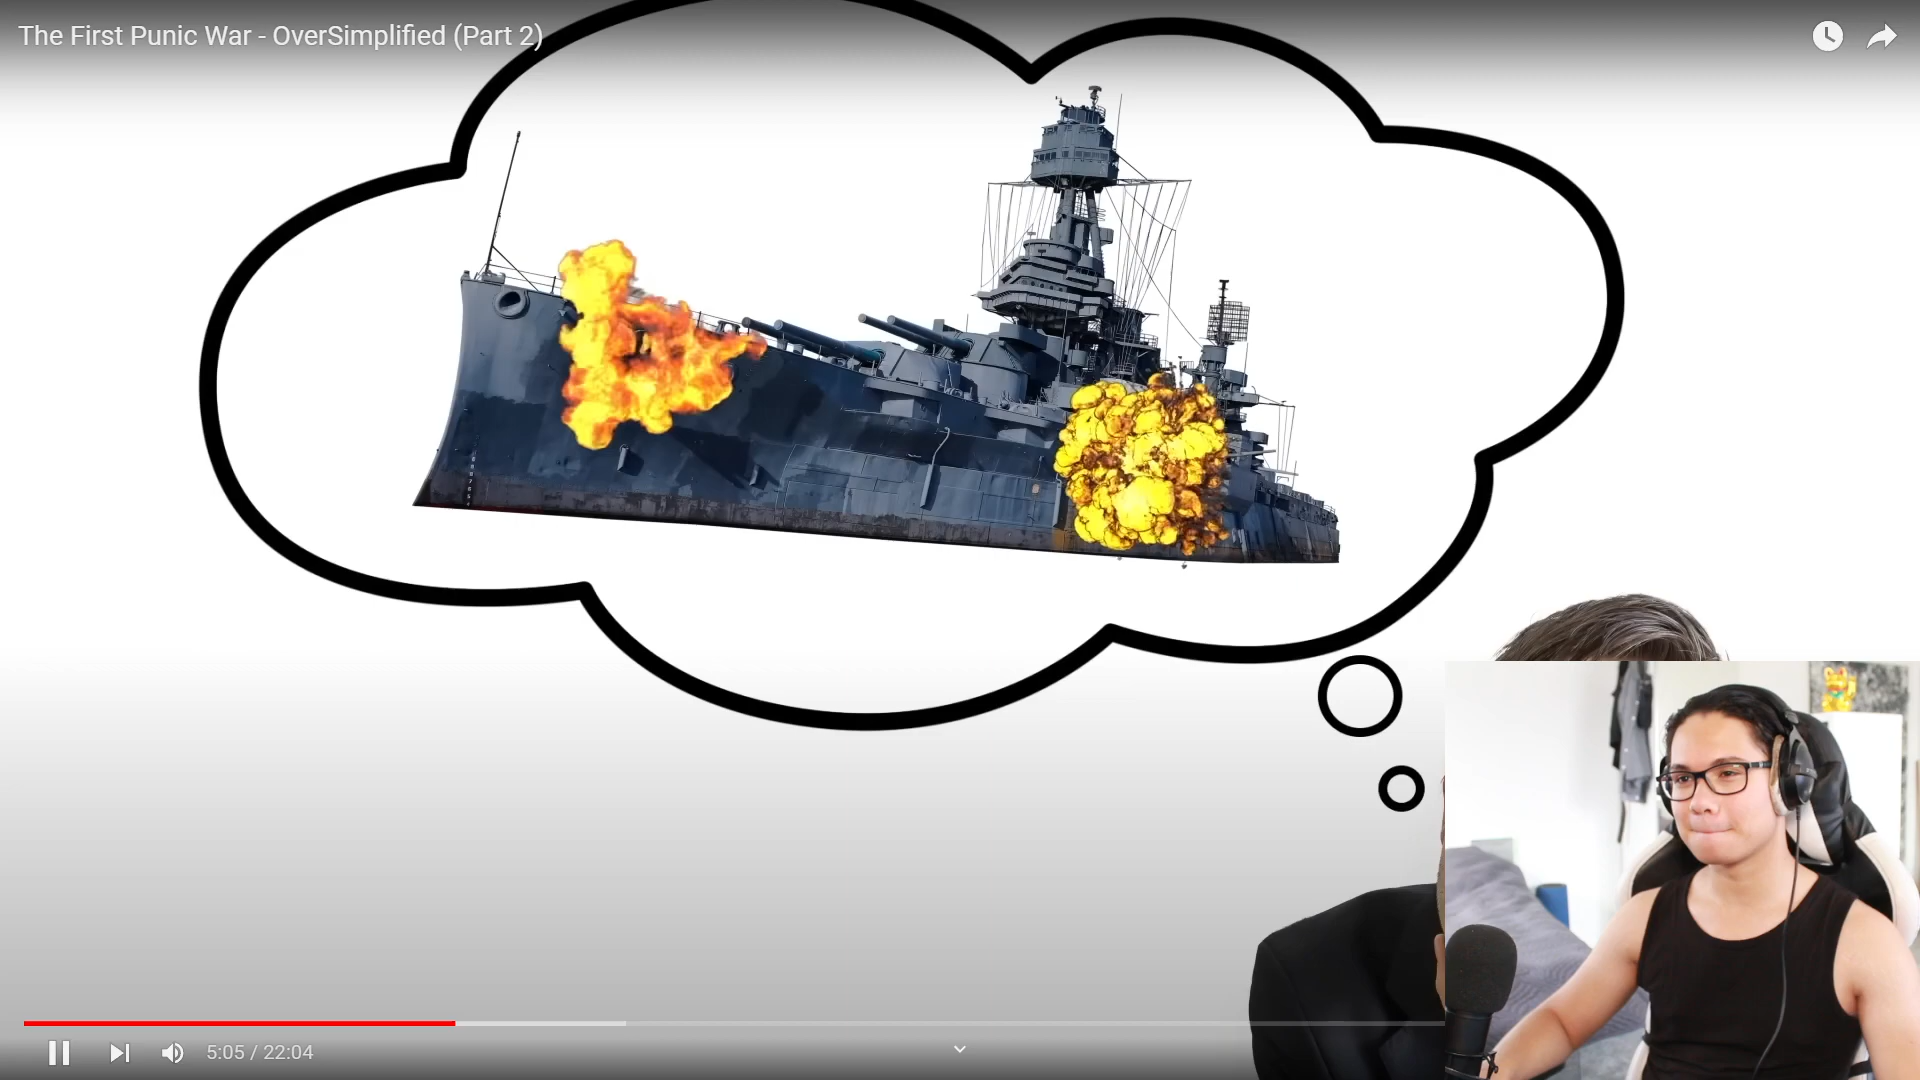 The First Punic War - OverSimplified (Part 2)
5:05 / 22:04